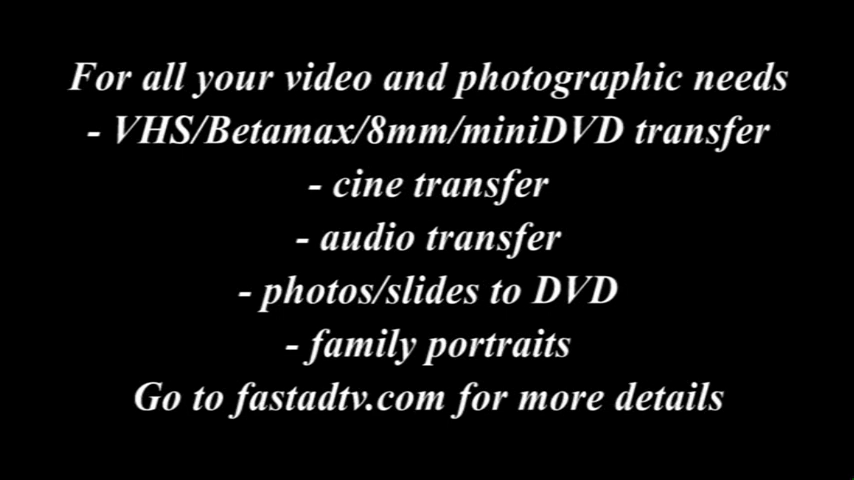 For all your video and photographic needs
- VHS/Betamax/8mm/miniDVD transfer
- cine transfer
- audio transfer
- photos/slides to DVD
- family portraits
Go to fastadtv.com for more details